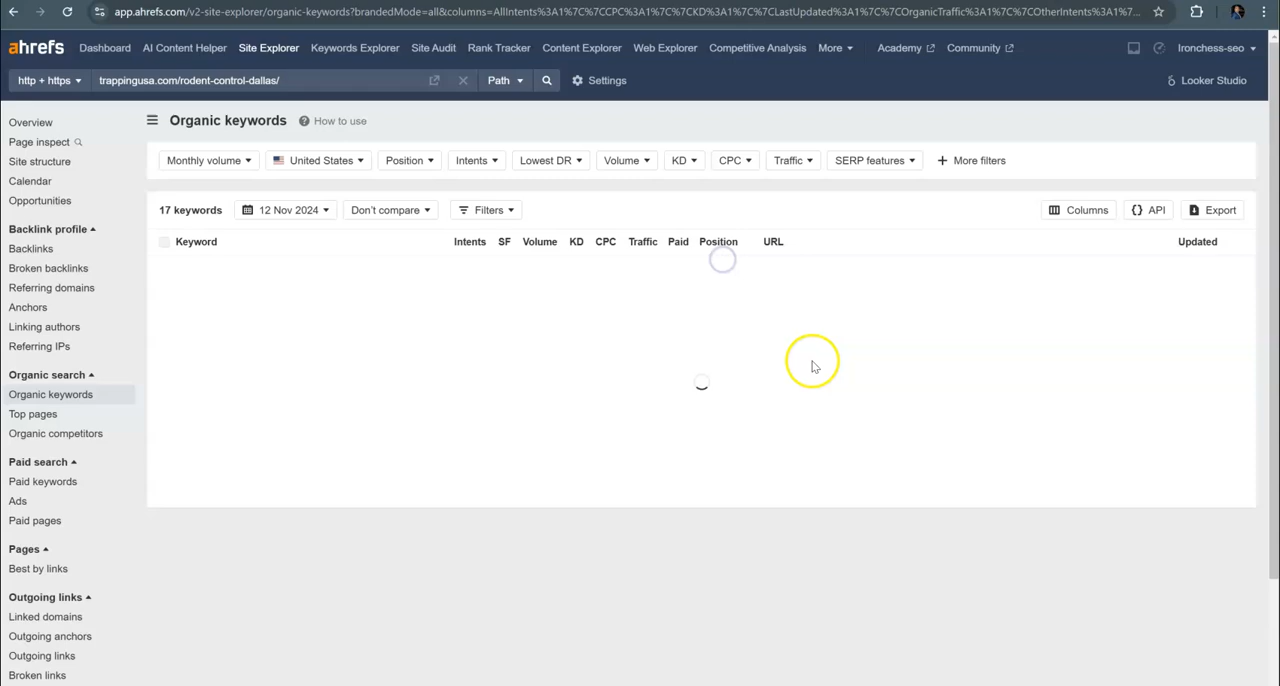 app.ahrefs.com/v2-site-explorer/organic-keywords?brandedMode=all&columns=AllIntents%3A1%7C%7CCPC%3A1%7C%7CKD%3A1%7C%7CLastUpdated%3A1%7C%7COrganicTraffic%3A1%7C%7COtherIntents%3A1%7...
ahrefs Dashboard AI Content Helper Site Explorer Keywords Explorer Site Audit Rank Tracker Content Explorer Web Explorer Competitive Analysis More Academy Community Ironchess-seo
http + https trappingusa.com/rodent-control-dallas/ Path Settings Looker Studio
Organic keywords How to use
Monthly volume United States Position Intents Lowest DR Volume KD CPC Traffic SERP features + More filters
17 keywords 12 Nov 2024 Don't compare Filters Columns {} API Export
Keyword Intents SF Volume KD CPC Traffic Paid Position URL Updated
Overview
Page inspect
Site structure
Calendar
Opportunities
Backlink profile
Backlinks
Broken backlinks
Referring domains
Anchors
Linking authors
Referring IPs
Organic search
Organic keywords
Top pages
Organic competitors
Paid search
Paid keywords
Ads
Paid pages
Pages
Best by links
Outgoing links
Linked domains
Outgoing anchors
Outgoing links
Broken links